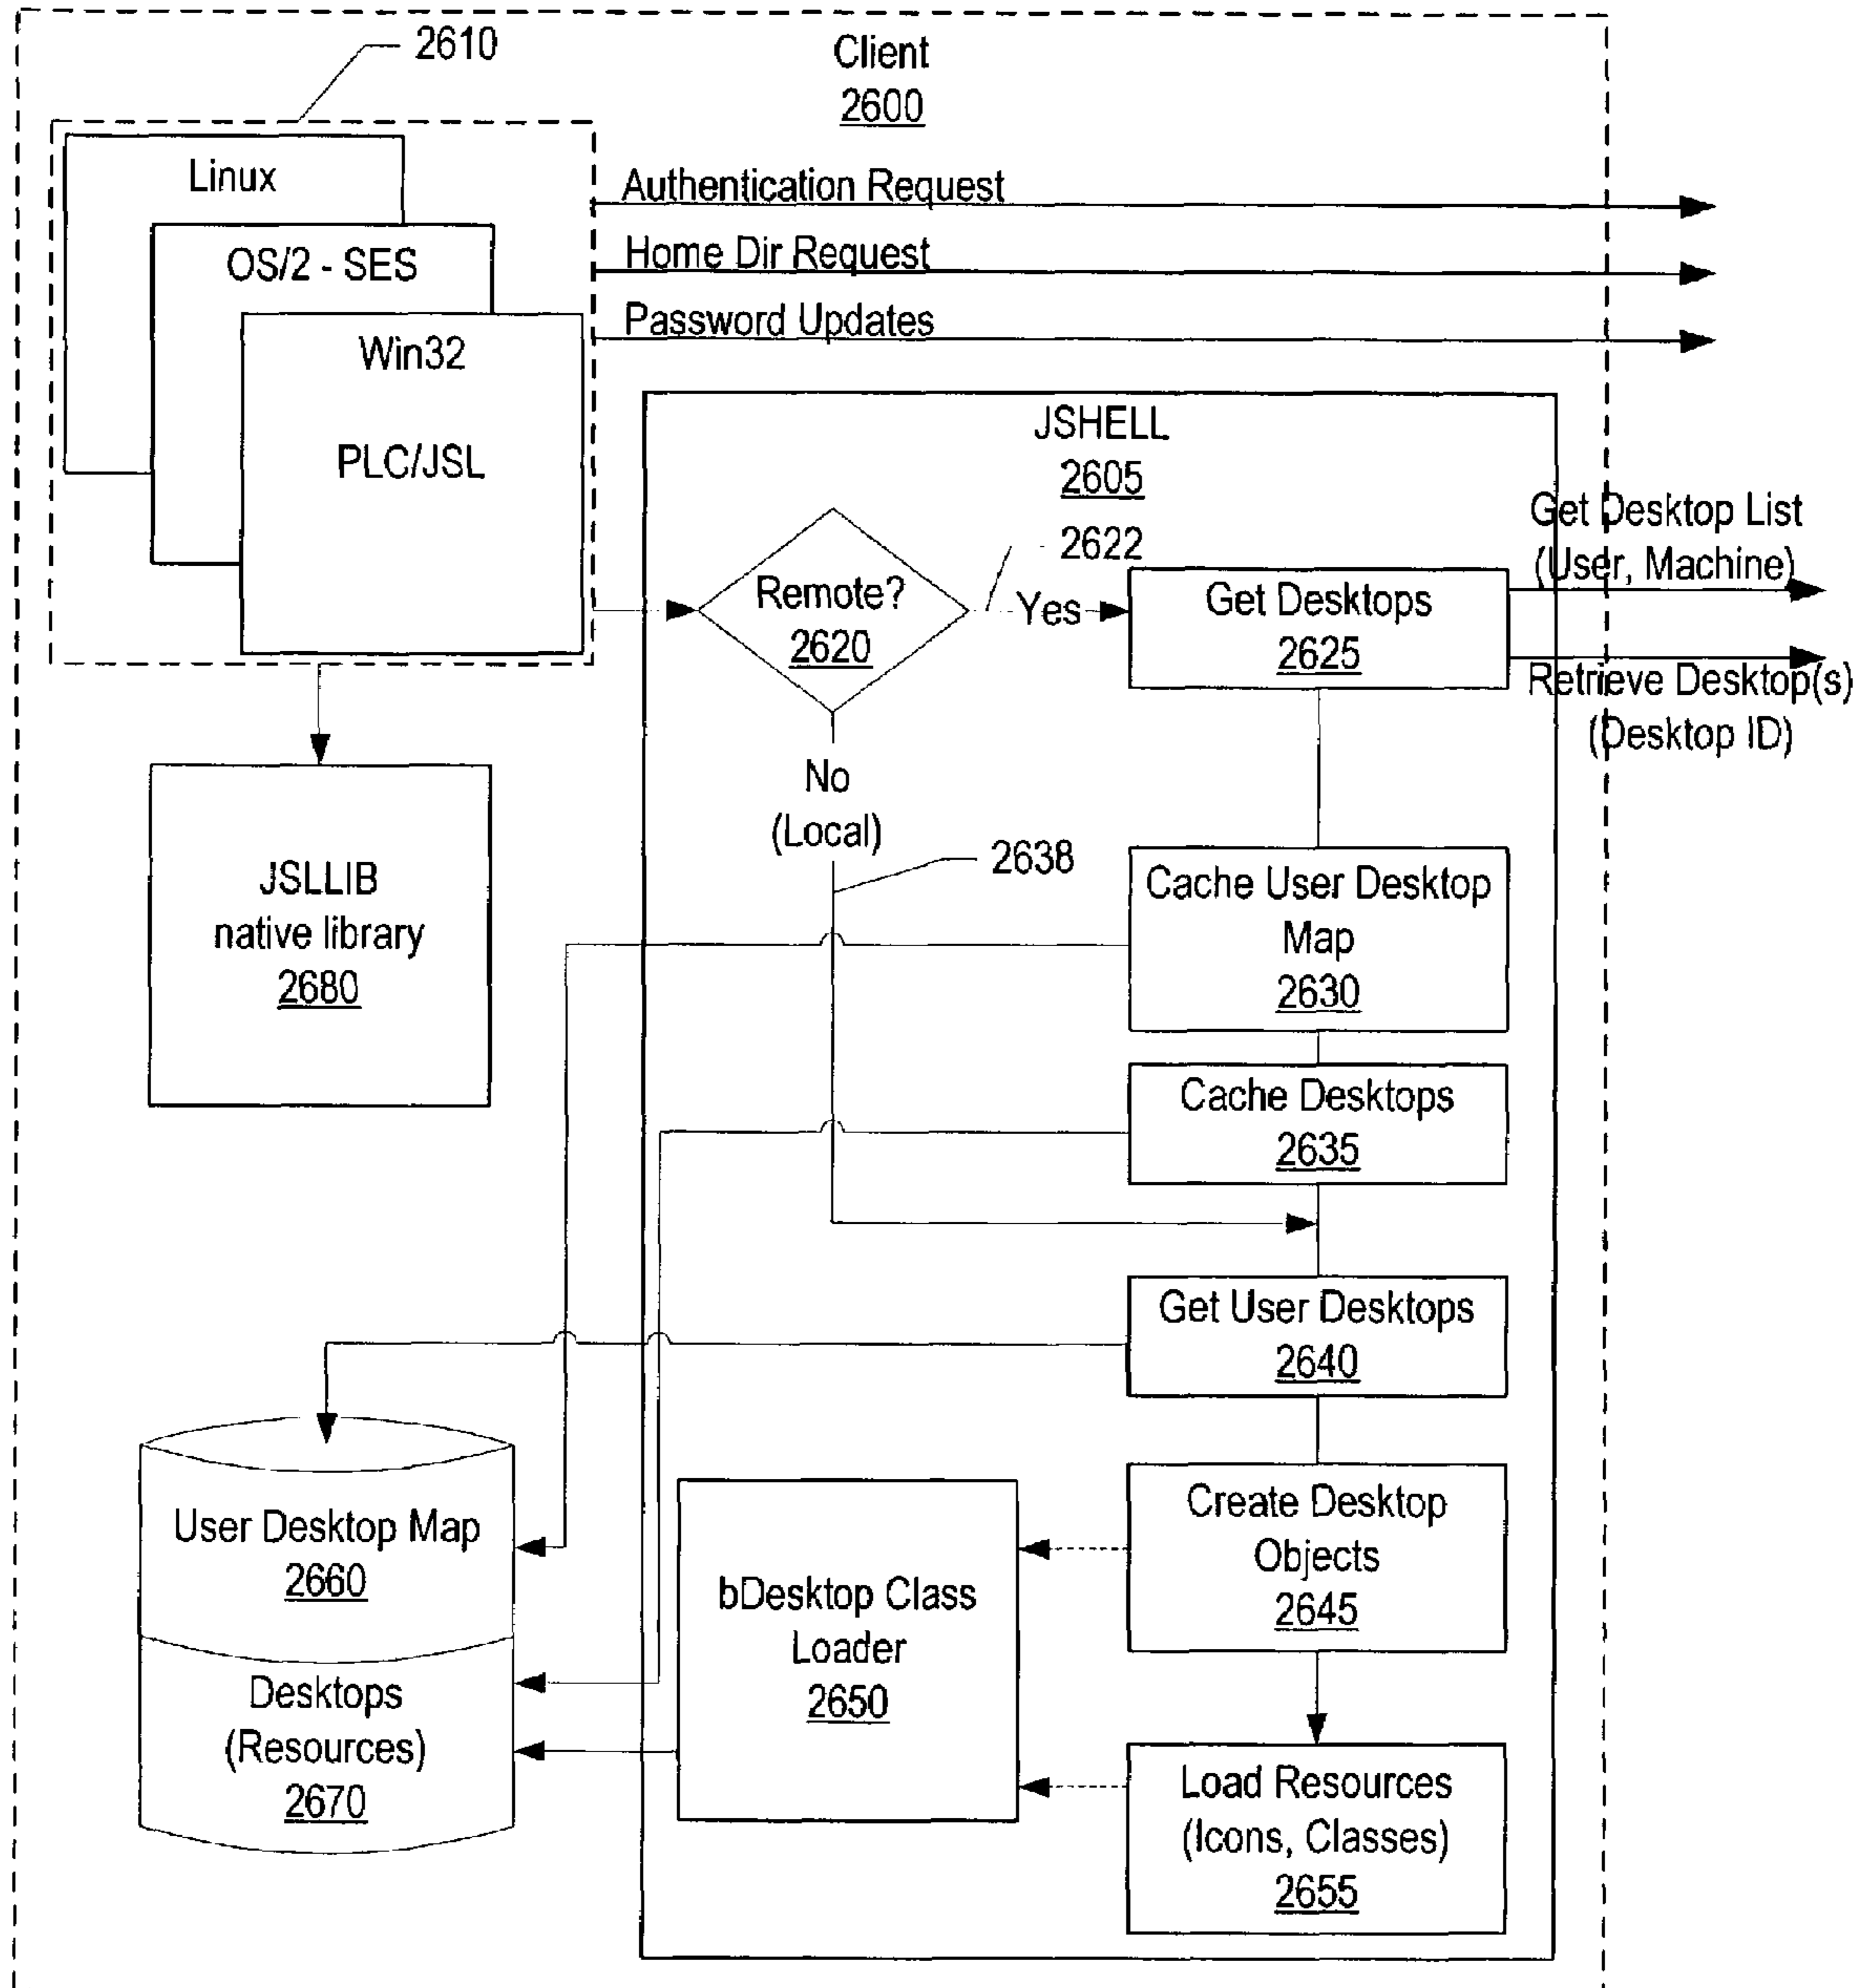 2610
Client
2600
Linux
OS/2 - SES
Win32
PLC/JSL
Authentication Request
Home Dir Request
Password Updates
JSHELL
2605
Remote?
2620
2622
Yes
Get Desktops
2625
Get Desktop List
(User, Machine)
Retrieve Desktop(s)
(Desktop ID)
No
(Local)
2638
JSLLIB
native library
2680
Cache User Desktop
Map
2630
Cache Desktops
2635
Get User Desktops
2640
User Desktop Map
2660
Desktops
(Resources)
2670
bDesktop Class
Loader
2650
Create Desktop
Objects
2645
Load Resources
(Icons, Classes)
2655